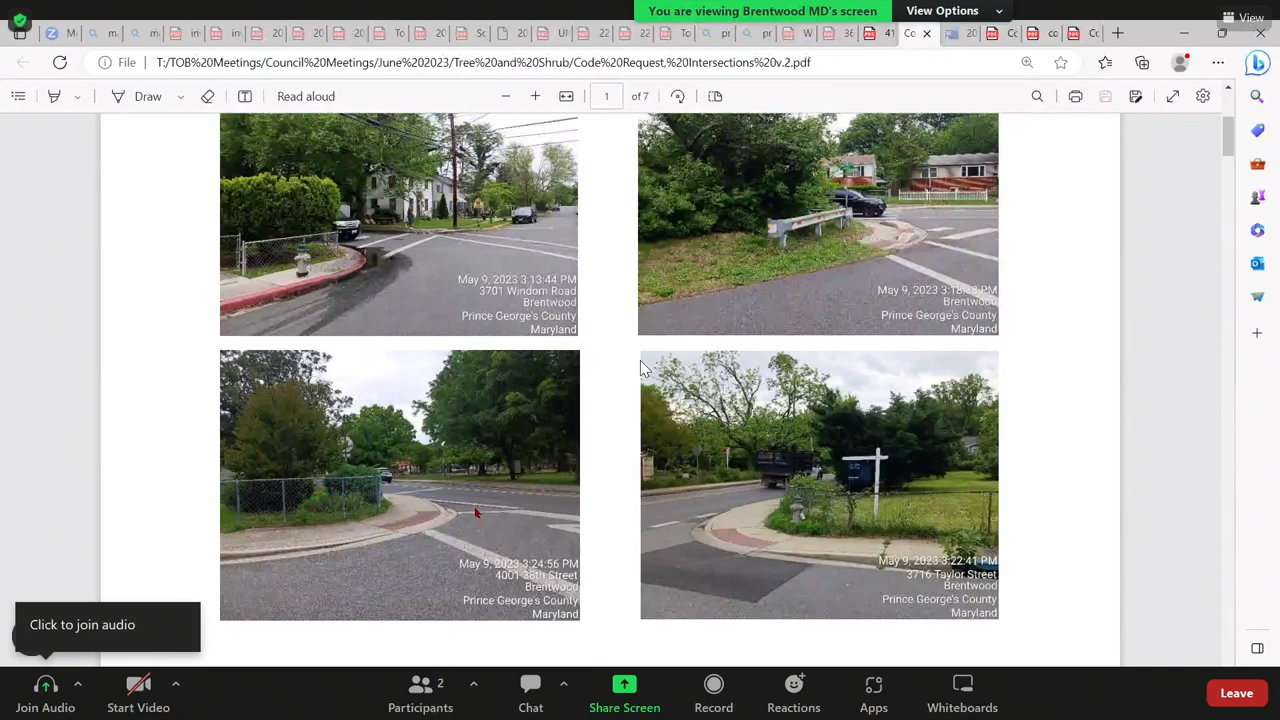 You are viewing Brentwood MD's screen
View Options
View
File
T:/TOB%20Meetings/Council%20Meetings/June%202023/Tree%20and%20Shrub/Code%20Request,%20Intersections%20v.2.pdf
Draw
Read aloud
1
of 7
May 9, 2023 3:13:44 PM
3701 Windom Road
Brentwood
Prince George's County
Maryland
May 9, 2023
PM
Brentwood
Prince George's County
Maryland
May 9, 2023 3:24:56 PM
4001 38th Street
Brentwood
Prince George's County
Maryland
May 9, 2023 3:22:41 PM
3716 Taylor Street
Brentwood
Prince George's County
Maryland
Click to join audio
Join Audio
Start Video
2
Participants
Chat
Share Screen
Record
Reactions
Apps
Whiteboards
Leave